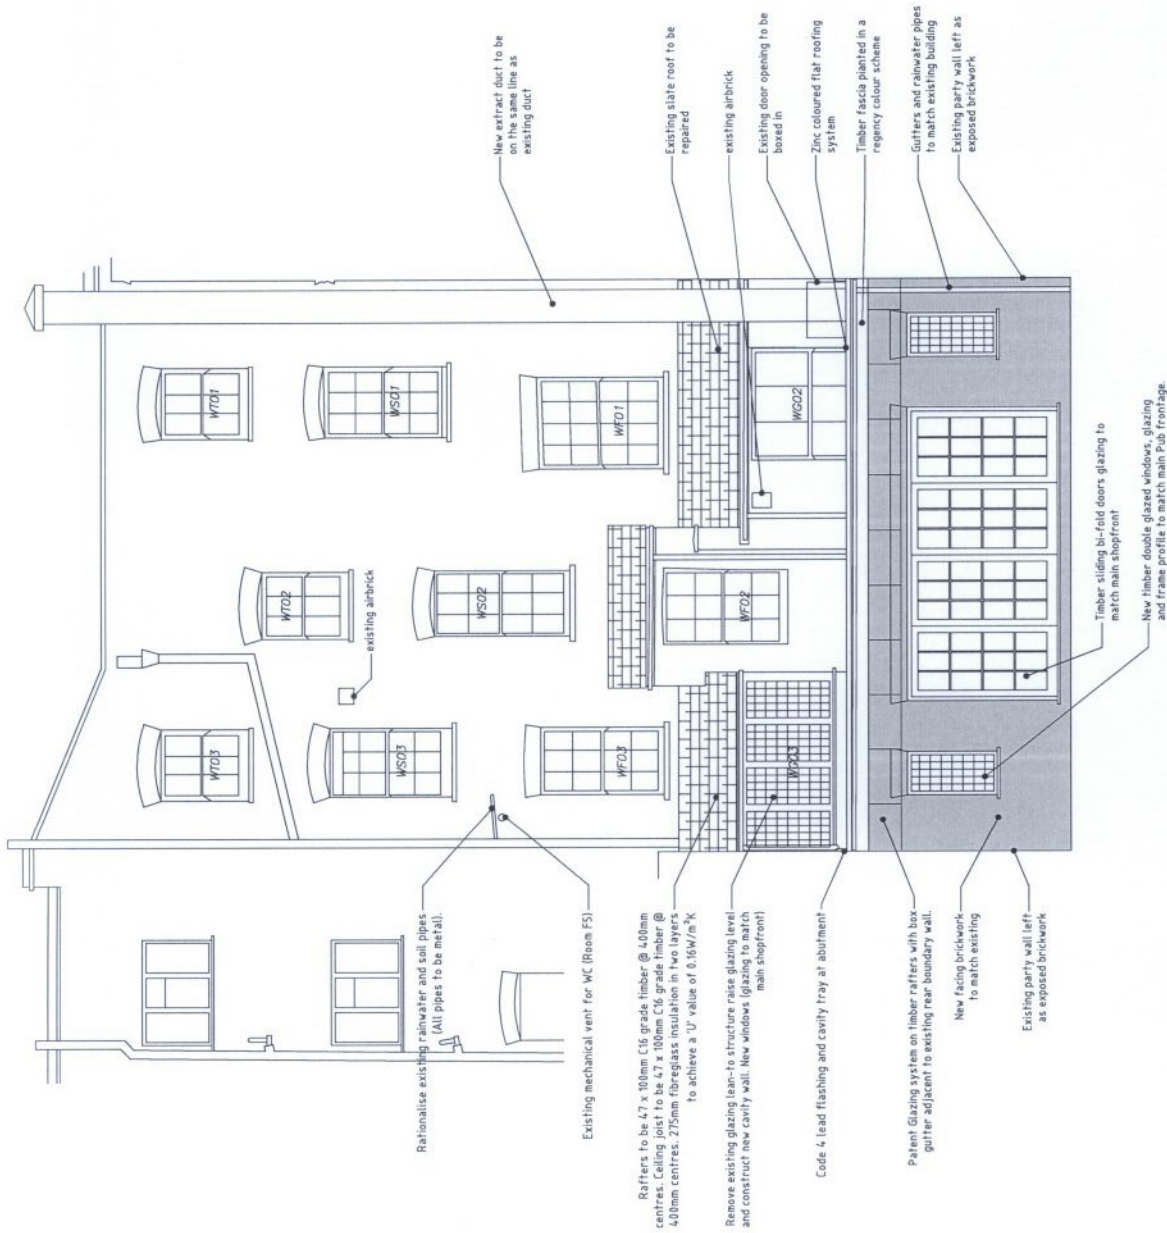 New extract duct to be
on the same line as
existing duct
Existing slate roof to be
repaired
existing airbrick
Existing door opening to be
boxed in
Zinc coloured flat roofing
system
Timber fascia pianted in a
regency colour scheme
Gutters and rainwater pipes
to match existing building
Existing party wall left as
exposed brickwork
WT01
WS01
WF01
WG02
WT02
existing airbrick
WS02
WF02
WT03
WS03
WF03
WG03
Timber sliding bi-fold doors glazing to
match main shopfront
New timber double glazed windows, glazing
and frame profile to match main Pub frontage.
Rationalise existing rainwater and soil pipes
(All pipes to be metal).
Existing mechanical vent for WC (Room F5)
Rafters to be 47 x 100mm C16 grade timber @ 400mm
centres. Ceiling joist to be 47 x 100mm C16 grade timber @
400mm centres. 275mm fibreglass insulation in two layers
to achieve a 'U' value of 0.16W/m²K
Remove existing glazing lean-to structure raise glazing level
and construct new cavity wall. New windows (glazing to match
main shopfront)
Code 4 lead flashing and cavity tray at abutment
Patent Glazing system on timber rafters with box
gutter adjacent to existing rear boundary wall.
New facing brickwork
to match existing
Existing party wall left
as exposed brickwork